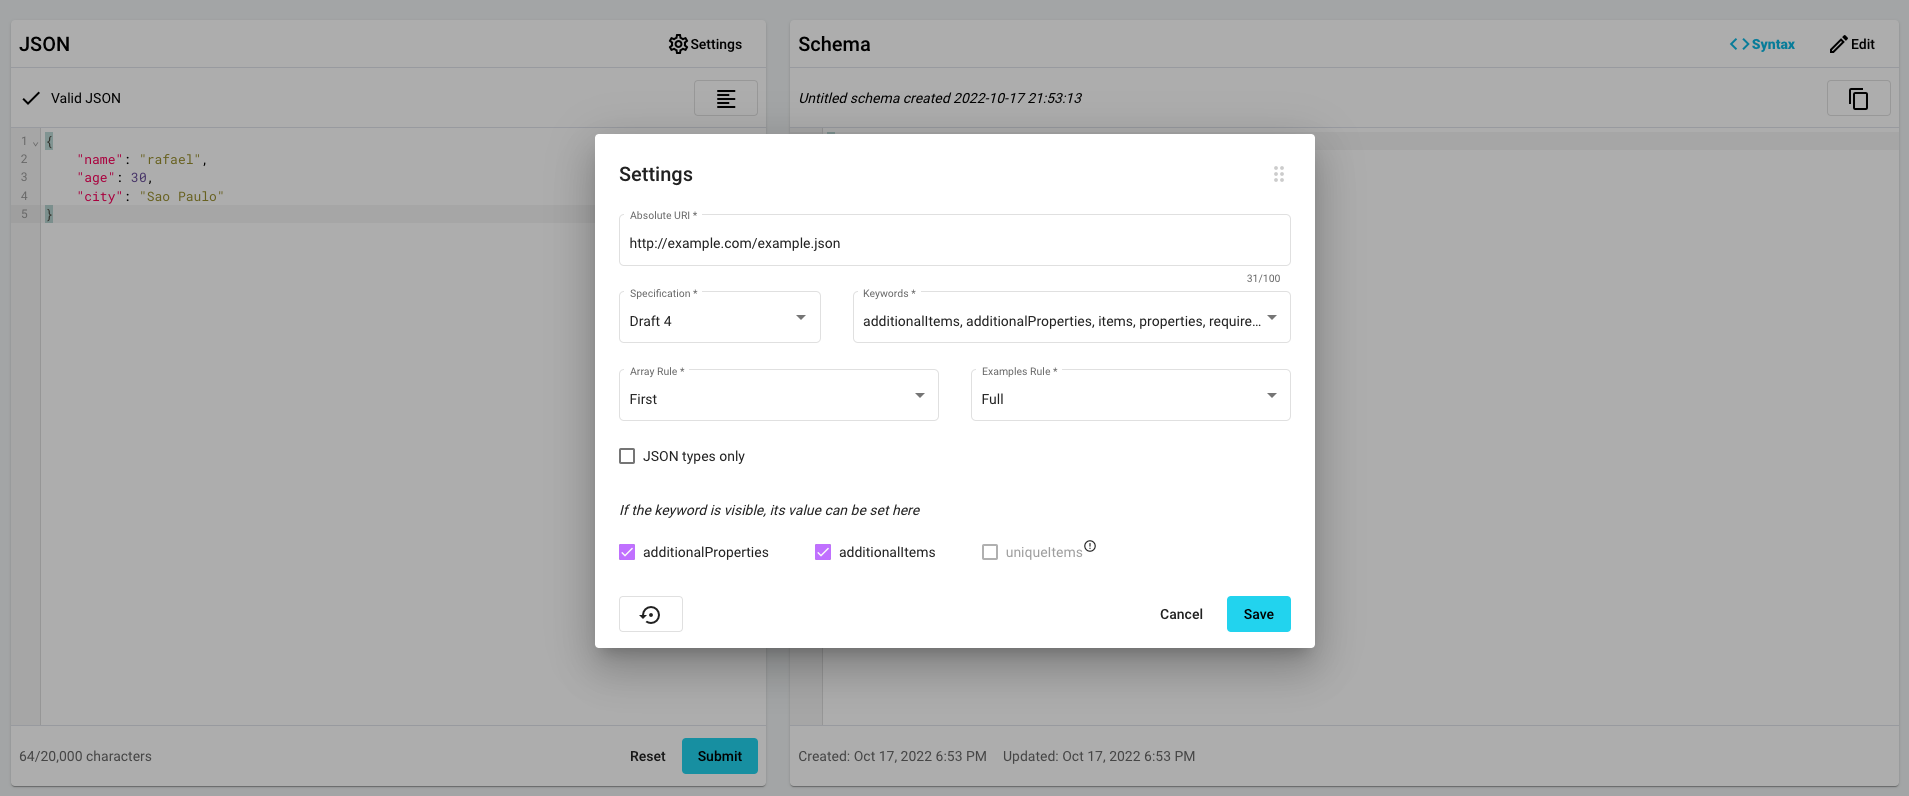 JSON
Settings
Schema
Syntax
Edit
Valid JSON
Untitled schema created 2022-10-17 21:53:13
1 {
2 "name": "rafael",
3 "age": 30,
4 "city": "Sao Paulo"
5 }
Settings
Absolute URI *
http://example.com/example.json
31/100
Specification *
Draft 4
Keywords *
additionalItems, additionalProperties, items, properties, require...
Array Rule *
First
Examples Rule *
Full
JSON types only
If the keyword is visible, its value can be set here
additionalProperties
additionalItems
uniqueItems
Cancel
Save
64/20,000 characters
Reset
Submit
Created: Oct 17, 2022 6:53 PM
Updated: Oct 17, 2022 6:53 PM